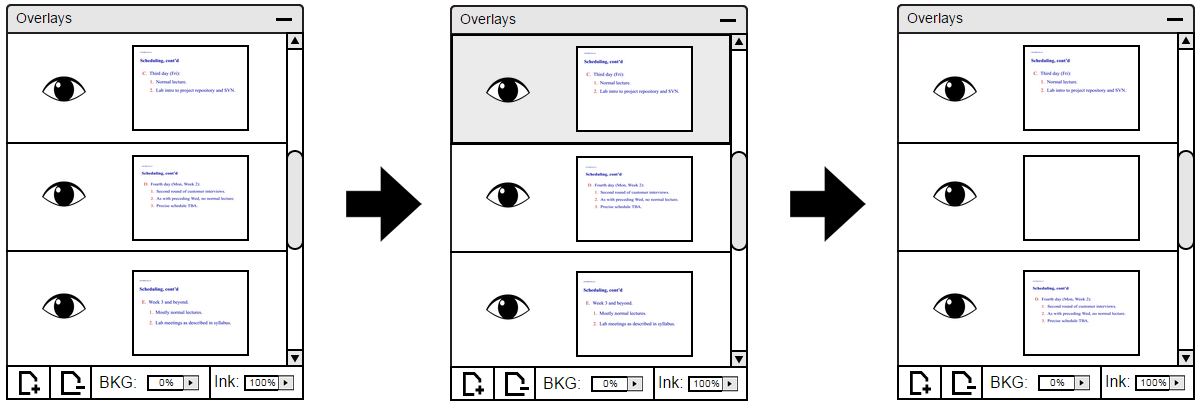 Overlays
Scheduling, cont'd
C. Third day (Fri):
1. Normal lecture.
2. Lab intro to project repository and SVN.
Scheduling, cont'd
D. Fourth day (Mon, Week 2):
1. Second round of customer interviews.
2. As with preceding Wed, no normal lecture.
3. Precise schedule TBA.
Scheduling, cont'd
E. Week 3 and beyond.
1. Mostly normal lectures.
2. Lab meetings as described in syllabus.
BKG: 0% Ink: 100%
Overlays
Scheduling, cont'd
C. Third day (Fri):
1. Normal lecture.
2. Lab intro to project repository and SVN.
Scheduling, cont'd
D. Fourth day (Mon, Week 2):
1. Second round of customer interviews.
2. As with preceding Wed, no normal lecture.
3. Precise schedule TBA.
Scheduling, cont'd
E. Week 3 and beyond.
1. Mostly normal lectures.
2. Lab meetings as described in syllabus.
BKG: 0% Ink: 100%
Overlays
Scheduling, cont'd
C. Third day (Fri):
1. Normal lecture.
2. Lab intro to project repository and SVN.
Scheduling, cont'd
D. Fourth day (Mon, Week 2):
1. Second round of customer interviews.
2. As with preceding Wed, no normal lecture.
3. Precise schedule TBA.
BKG: 0% Ink: 100%